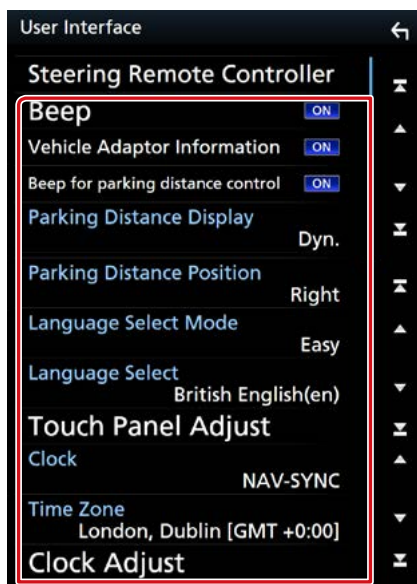 User Interface
Steering Remote Controller
Beep ON
Vehicle Adaptor Information ON
Beep for parking distance control ON
Parking Distance Display
Dyn.
Parking Distance Position
Right
Language Select Mode
Easy
Language Select
British English(en)
Touch Panel Adjust
Clock
NAV-SYNC
Time Zone
London, Dublin [GMT +0:00]
Clock Adjust